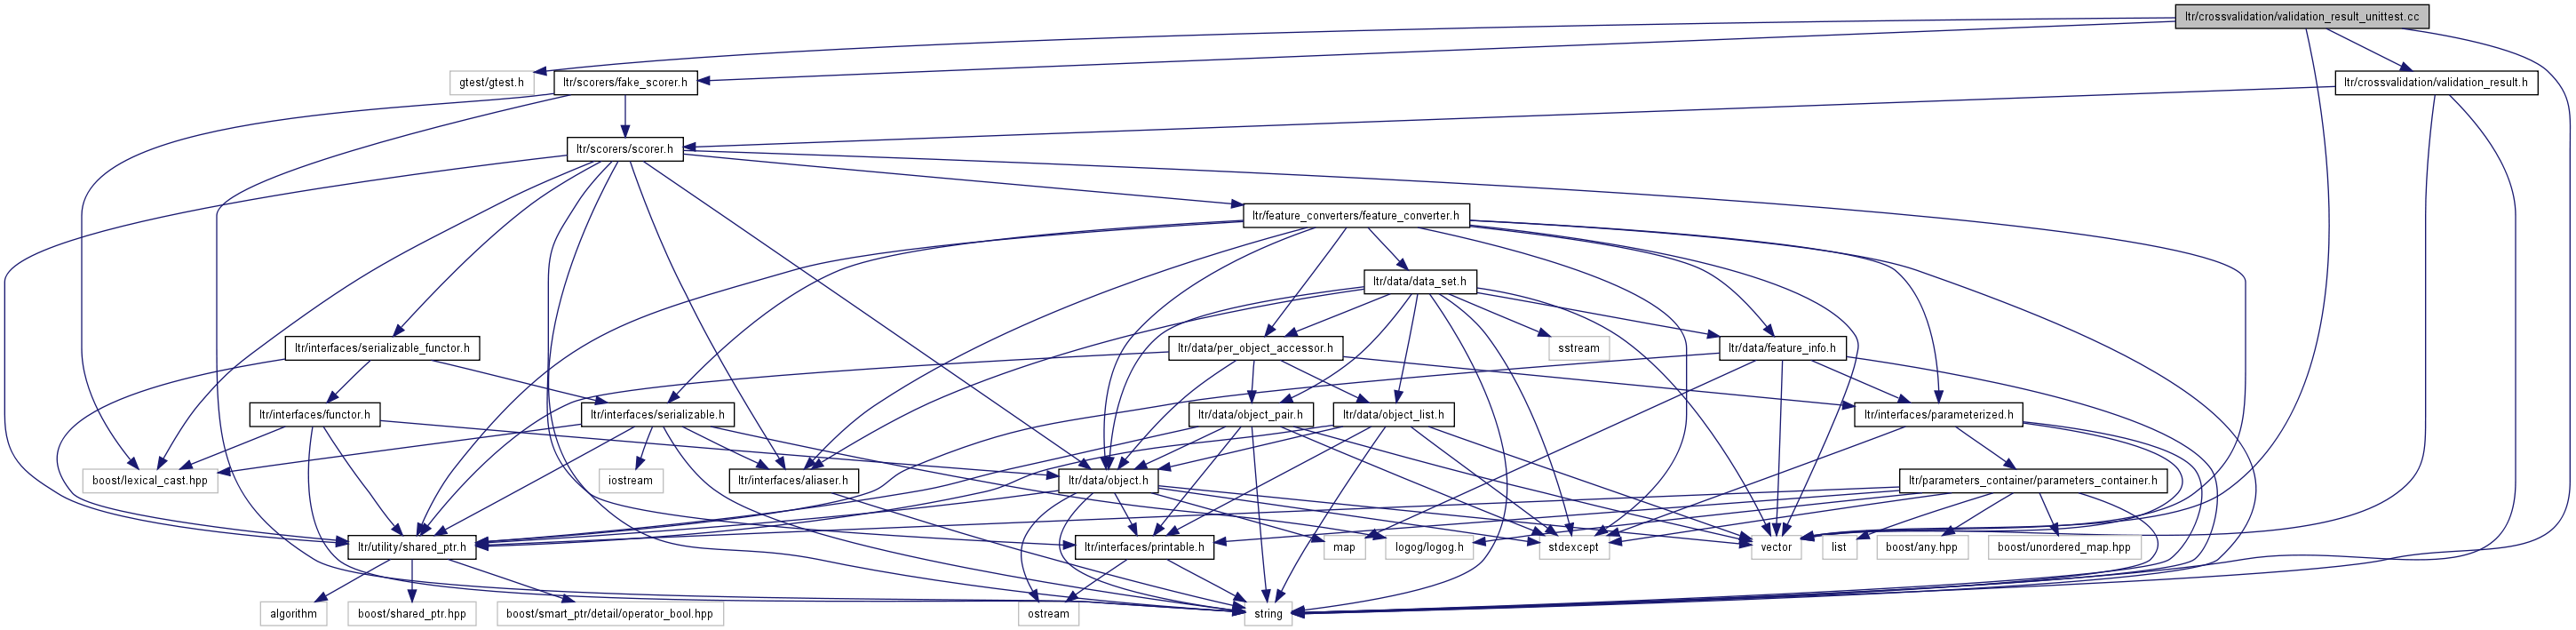 ltr/crossvalidation/validation_result_unittest.cc
gtest/gtest.h
ltr/scorers/fake_scorer.h
ltr/crossvalidation/validation_result.h
ltr/scorers/scorer.h
ltr/feature_converters/feature_converter.h
ltr/data/data_set.h
ltr/interfaces/serializable_functor.h
ltr/data/per_object_accessor.h
sstream
ltr/data/feature_info.h
ltr/interfaces/functor.h
ltr/interfaces/serializable.h
ltr/data/object_pair.h
ltr/data/object_list.h
ltr/interfaces/parameterized.h
boost/lexical_cast.hpp
iostream
ltr/interfaces/aliaser.h
ltr/data/object.h
ltr/parameters_container/parameters_container.h
ltr/utility/shared_ptr.h
ltr/interfaces/printable.h
map
logog/logog.h
stdexcept
vector
list
boost/any.hpp
boost/unordered_map.hpp
algorithm
boost/shared_ptr.hpp
boost/smart_ptr/detail/operator_bool.hpp
ostream
string